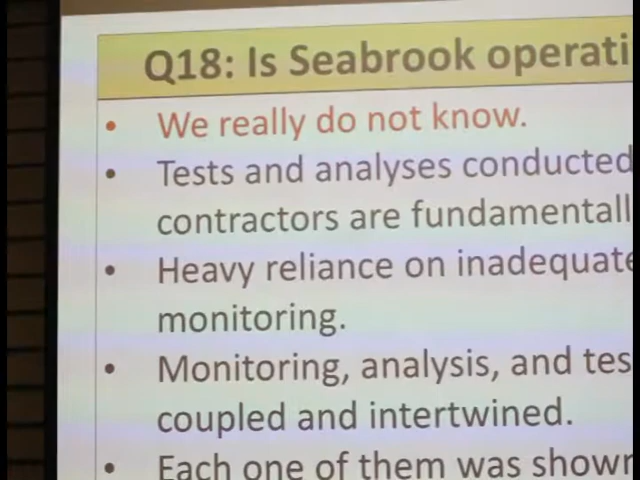 Q18: Is Seabrook operati
• We really do not know.
• Tests and analyses conducted
contractors are fundamentall
• Heavy reliance on inadequate
monitoring.
• Monitoring, analysis, and tes
coupled and intertwined.
• Each one of them was shown